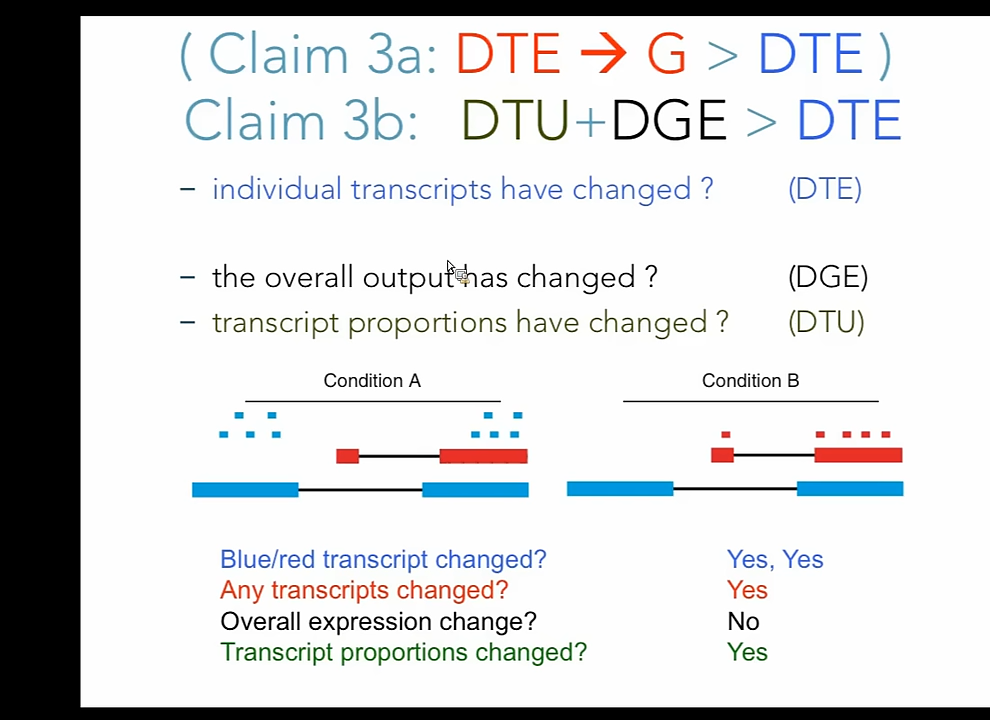 ( Claim 3a: DTE → G > DTE )
Claim 3b: DTU+DGE > DTE
– individual transcripts have changed ? (DTE)
– the overall output has changed ? (DGE)
– transcript proportions have changed ? (DTU)
Condition A Condition B
Blue/red transcript changed? Yes, Yes
Any transcripts changed? Yes
Overall expression change? No
Transcript proportions changed? Yes